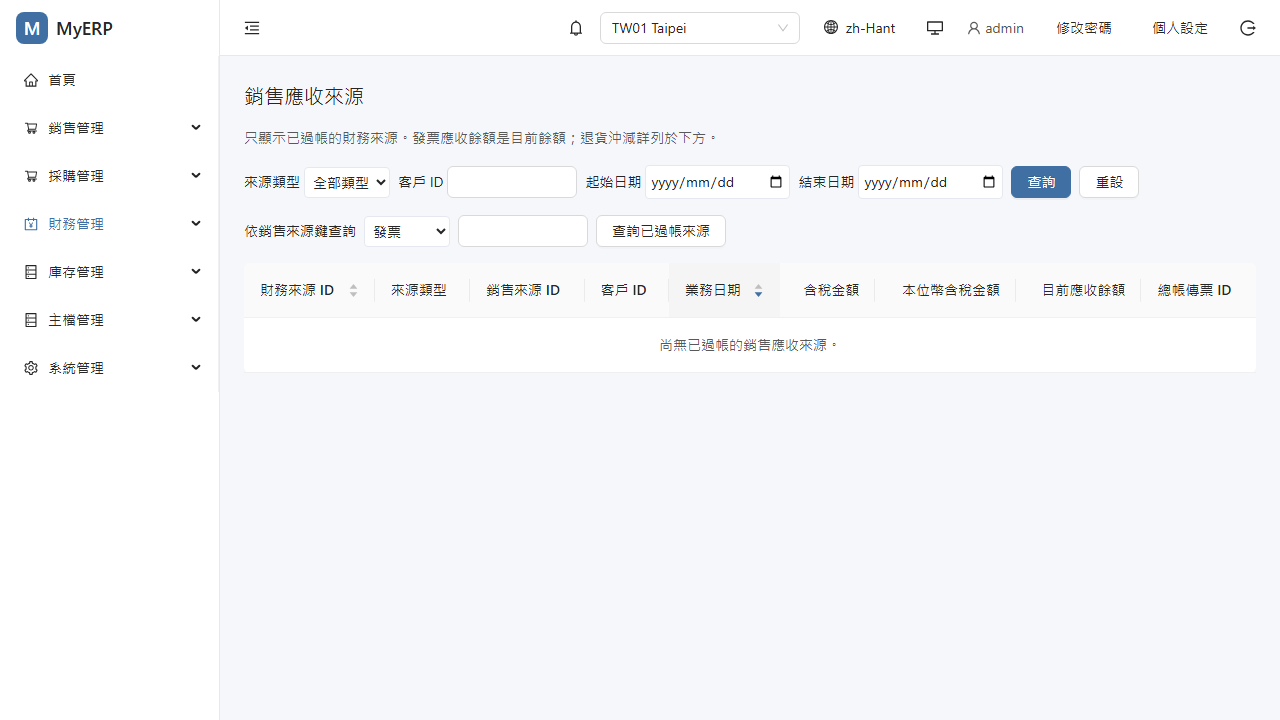 M MyERP
TW01 Taipei
zh-Hant
admin
修改密碼
個人設定
首頁
銷售管理
採購管理
財務管理
庫存管理
主檔管理
系統管理
銷售應收來源
只顯示已過帳的財務來源。發票應收餘額是目前餘額；退貨沖減詳列於下方。
來源類型 全部類型 客戶 ID 起始日期 yyyy/mm/dd 結束日期 yyyy/mm/dd 查詢 重設
依銷售來源鍵查詢 發票 查詢已過帳來源
財務來源 ID 來源類型 銷售來源 ID 客戶 ID 業務日期 含稅金額 本位幣含稅金額 目前應收餘額 總帳傳票 ID
尚無已過帳的銷售應收來源。